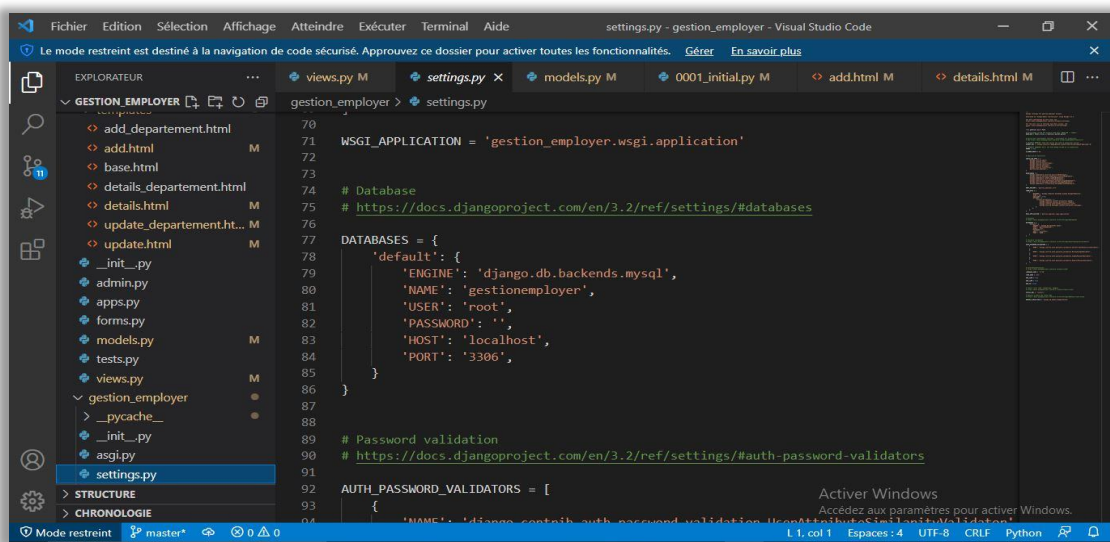 Fichier Edition Sélection Affichage Atteindre Exécuter Terminal Aide settings.py - gestion_employer - Visual Studio Code
Le mode restreint est destiné à la navigation de code sécurisé. Approuvez ce dossier pour activer toutes les fonctionnalités. Gérer En savoir plus
EXPLORATEUR
views.py M settings.py models.py M 0001_initial.py M add.html M details.html M
GESTION_EMPLOYER
gestion_employer > settings.py
templates
add_departement.html
add.html M
base.html
details_departement.html
details.html M
update_departement.ht... M
update.html M
__init__.py
admin.py
apps.py
forms.py
models.py M
tests.py
views.py M
gestion_employer
__pycache__
__init__.py
asgi.py
settings.py
STRUCTURE
CHRONOLOGIE
11
70
71 WSGI_APPLICATION = 'gestion_employer.wsgi.application'
72
73
74 # Database
75 # https://docs.djangoproject.com/en/3.2/ref/settings/#databases
76
77 DATABASES = {
78 'default': {
79 'ENGINE': 'django.db.backends.mysql',
80 'NAME': 'gestionemployer',
81 'USER': 'root',
82 'PASSWORD': '',
83 'HOST': 'localhost',
84 'PORT': '3306',
85 }
86 }
87
88
89 # Password validation
90 # https://docs.djangoproject.com/en/3.2/ref/settings/#auth-password-validators
91
92 AUTH_PASSWORD_VALIDATORS = [
93 {
94 'NAME': 'django.contrib.auth.password_validation.UserAttributeSimilarityValidator'
Activer Windows
Accédez aux paramètres pour activer Windows.
Mode restreint master* 0 0 L 1, col 1 Espaces : 4 UTF-8 CRLF Python